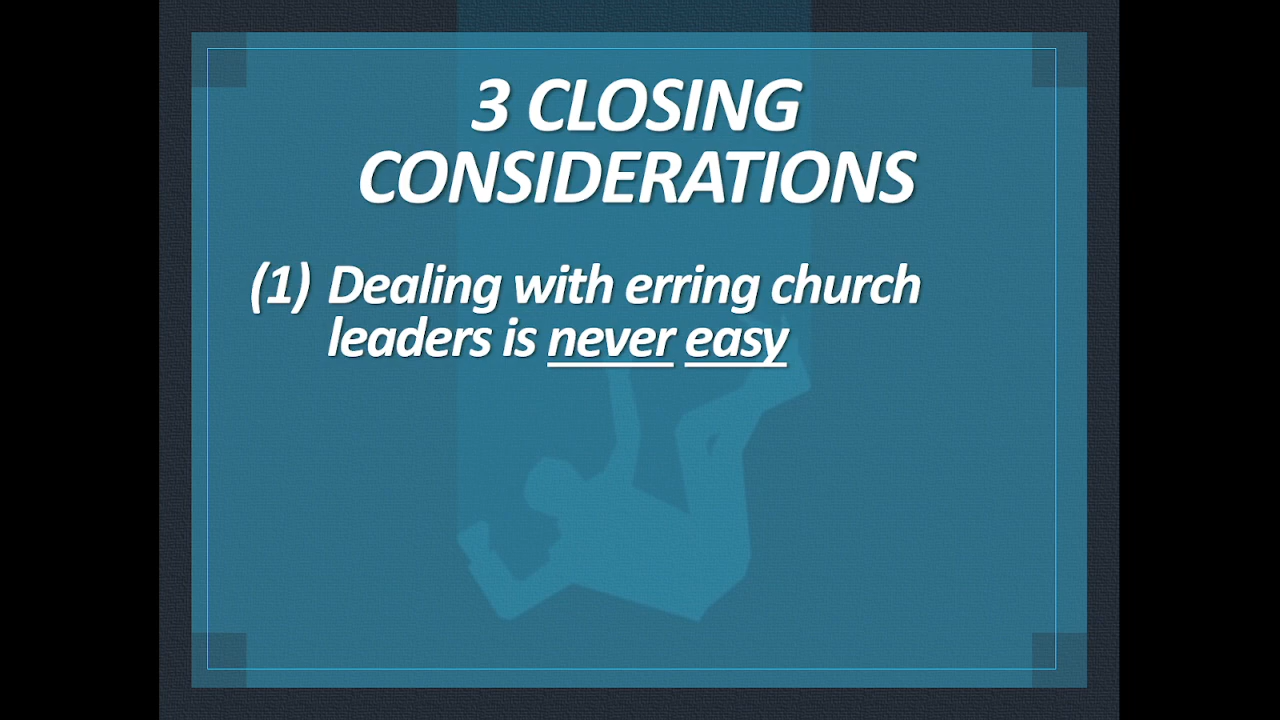 3 CLOSING
CONSIDERATIONS
(1) Dealing with erring church
leaders is never easy